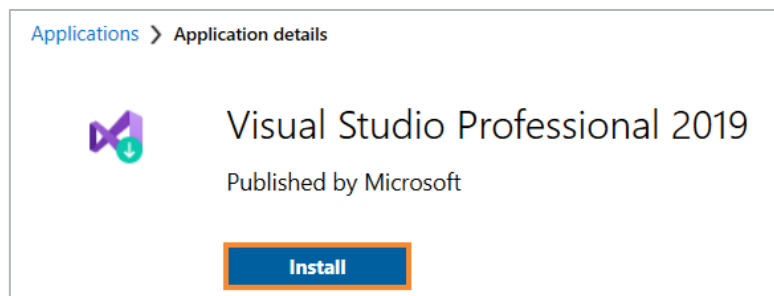 Applications > Application details
Visual Studio Professional 2019
Published by Microsoft
Install